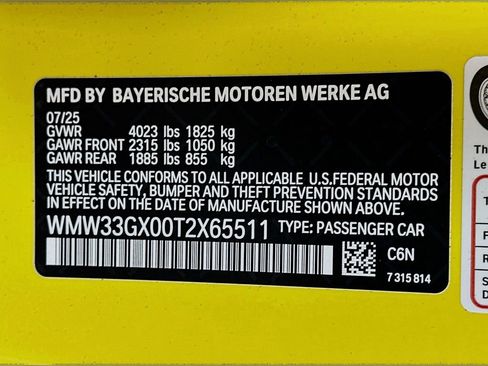 MFD BY BAYERISCHE MOTOREN WERKE AG
07/25
GVWR 4023 lbs 1825 kg
GAWR FRONT 2315 lbs 1050 kg
GAWR REAR 1885 lbs 855 kg
THIS VEHICLE CONFORMS TO ALL APPLICABLE U.S.FEDERAL MOTOR
VEHICLE SAFETY, BUMPER AND THEFT PREVENTION STANDARDS
IN EFFECT ON THE DATE OF MANUFACTURE SHOWN ABOVE.
WMW33GX00T2X65511 TYPE: PASSENGER CAR
C6N
7 315 814
Th
Le
T
F
R
S
D